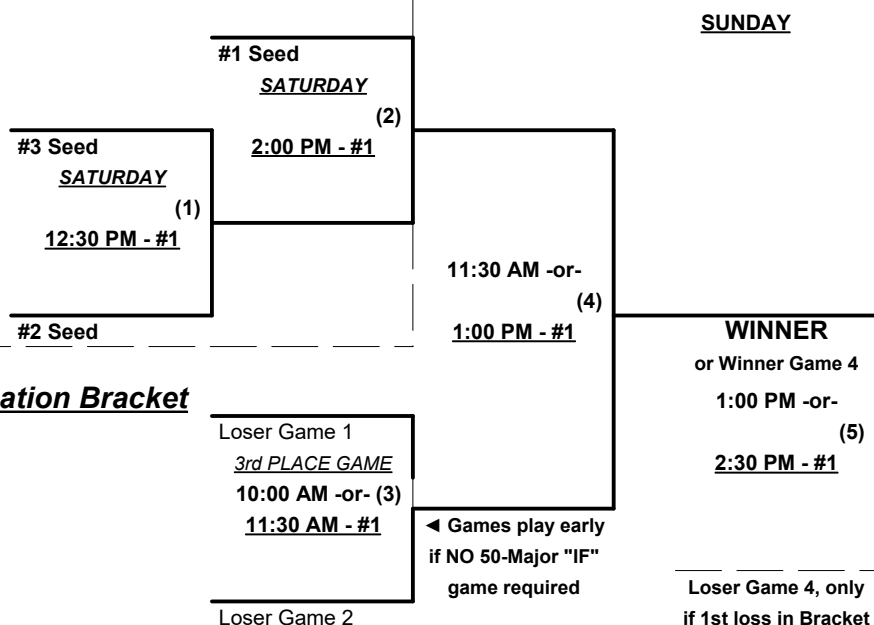 SUNDAY
#1 Seed
SATURDAY
(2)
2:00 PM - #1
#3 Seed
SATURDAY
(1)
12:30 PM - #1
#2 Seed
11:30 AM -or-
(4)
1:00 PM - #1
WINNER
or Winner Game 4
1:00 PM -or-
(5)
2:30 PM - #1
ation Bracket
Loser Game 1
3rd PLACE GAME
10:00 AM -or- (3)
11:30 AM - #1
◄ Games play early
if NO 50-Major "IF"
game required
Loser Game 2
Loser Game 4, only
if 1st loss in Bracket